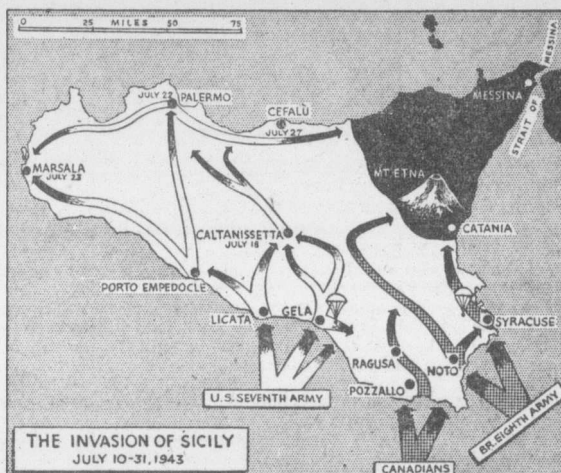 0 25 MILES 50 75
MESSINA
STRAIT OF MESSINA
JULY 22 PALERMO
CEFALÙ
JULY 27
MARSALA
JULY 23
MT. ETNA
CATANIA
CALTANISSETTA
JULY 18
PORTO EMPEDOCLE
LICATA
GELA
SYRACUSE
RAGUSA
NOTO
POZZALLO
U.S. SEVENTH ARMY
BR. EIGHTH ARMY
CANADIANS
THE INVASION OF SICILY
JULY 10-31, 1943